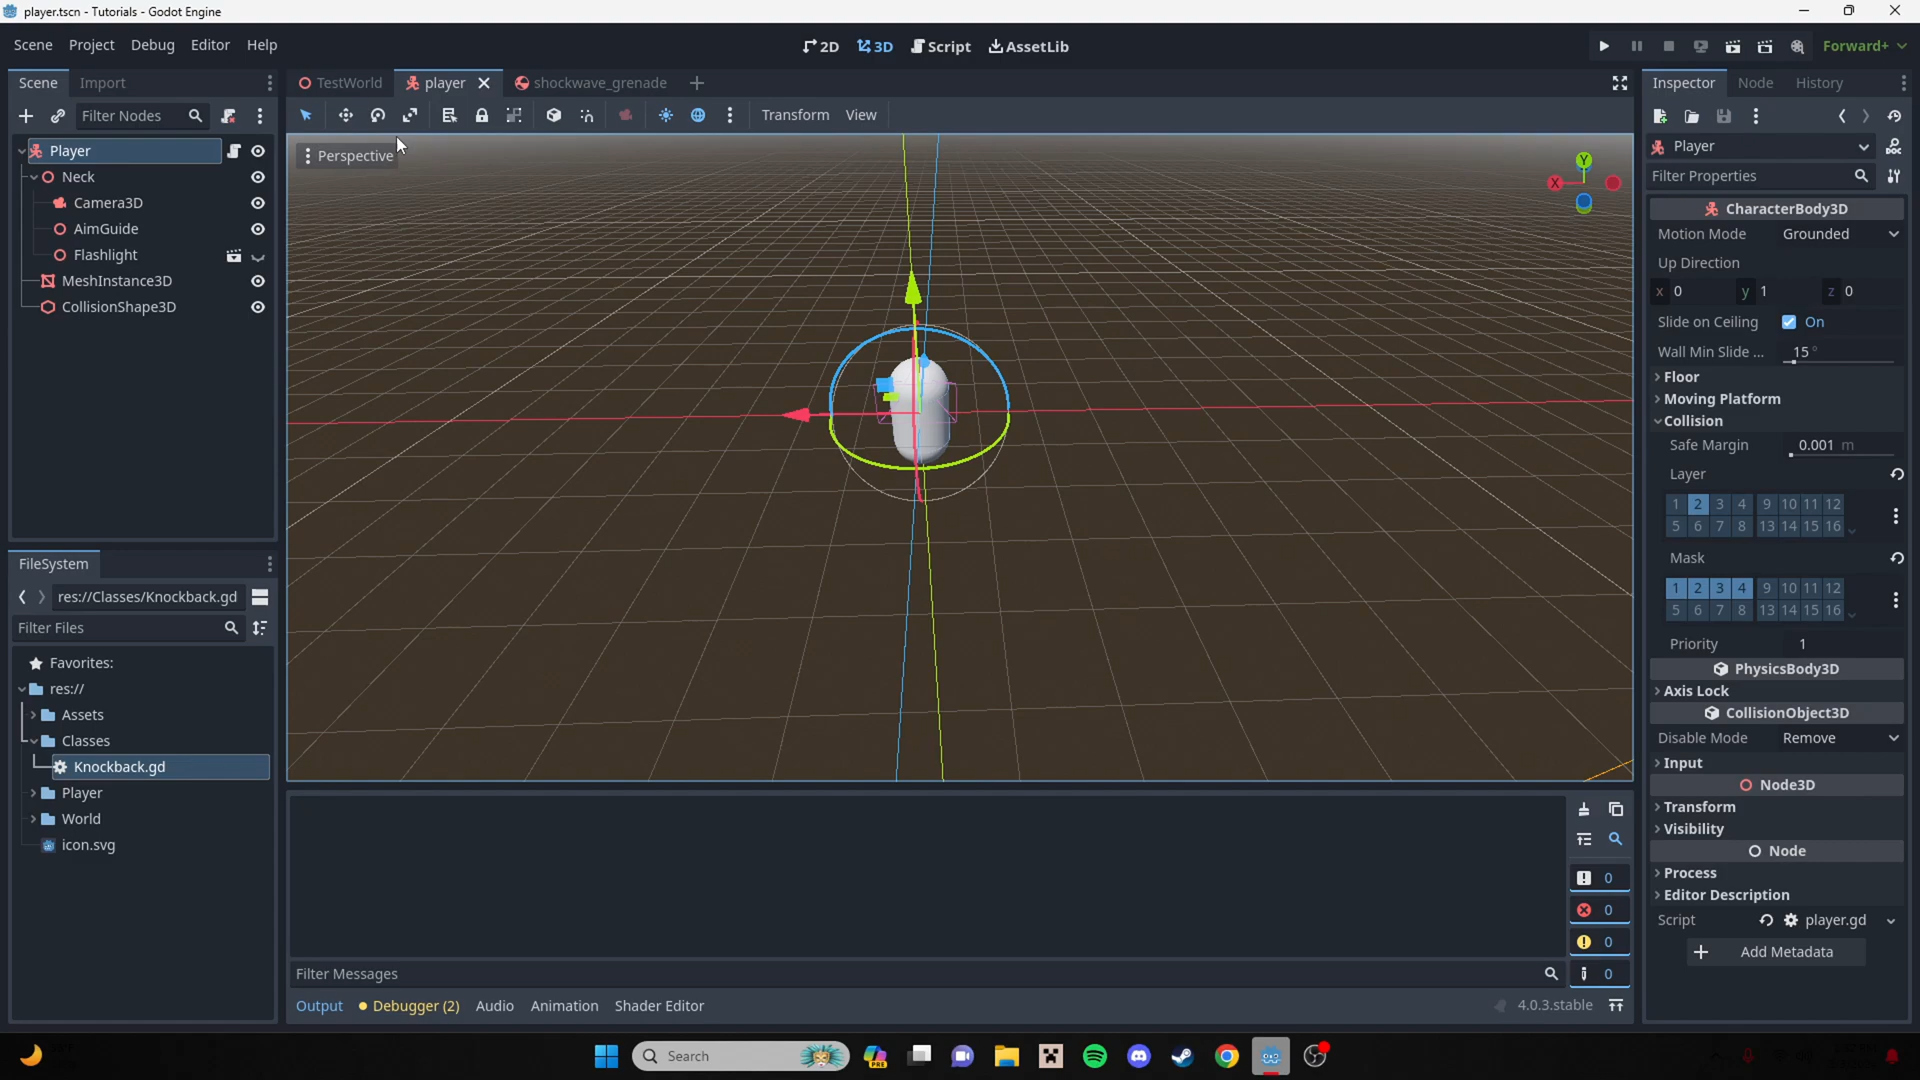 player.tscn - Tutorials - Godot Engine
Scene Project Debug Editor Help
2D 3D Script AssetLib
Forward+
Scene Import
TestWorld player shockwave_grenade
Inspector Node History
Filter Nodes
Transform View
Player
Neck
Camera3D
AimGuide
Flashlight
MeshInstance3D
CollisionShape3D
Perspective
Y
X
FileSystem
res://Classes/Knockback.gd
Filter Files
Favorites:
res://
Assets
Classes
Knockback.gd
Player
World
icon.svg
0
0
0
Filter Messages
0
Output Debugger (2) Audio Animation Shader Editor
4.0.3.stable
Player
Filter Properties
CharacterBody3D
Motion Mode Grounded
Up Direction
x 0 y 1 z 0
Slide on Ceiling On
Wall Min Slide ... 15 °
Floor
Moving Platform
Collision
Safe Margin 0.001 m
Layer
1 2 3 4 9 10 11 12
5 6 7 8 13 14 15 16
Mask
1 2 3 4 9 10 11 12
5 6 7 8 13 14 15 16
Priority 1
PhysicsBody3D
Axis Lock
CollisionObject3D
Disable Mode Remove
Input
Node3D
Transform
Visibility
Node
Process
Editor Description
Script player.gd
Add Metadata
Search
PRE